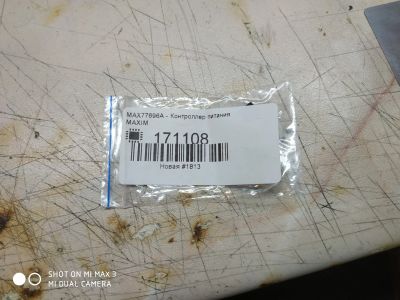 MAX77696A - Контроллер питания
MAXIM
171108
Новая #1813
SHOT ON MI MAX 3
MI DUAL CAMERA